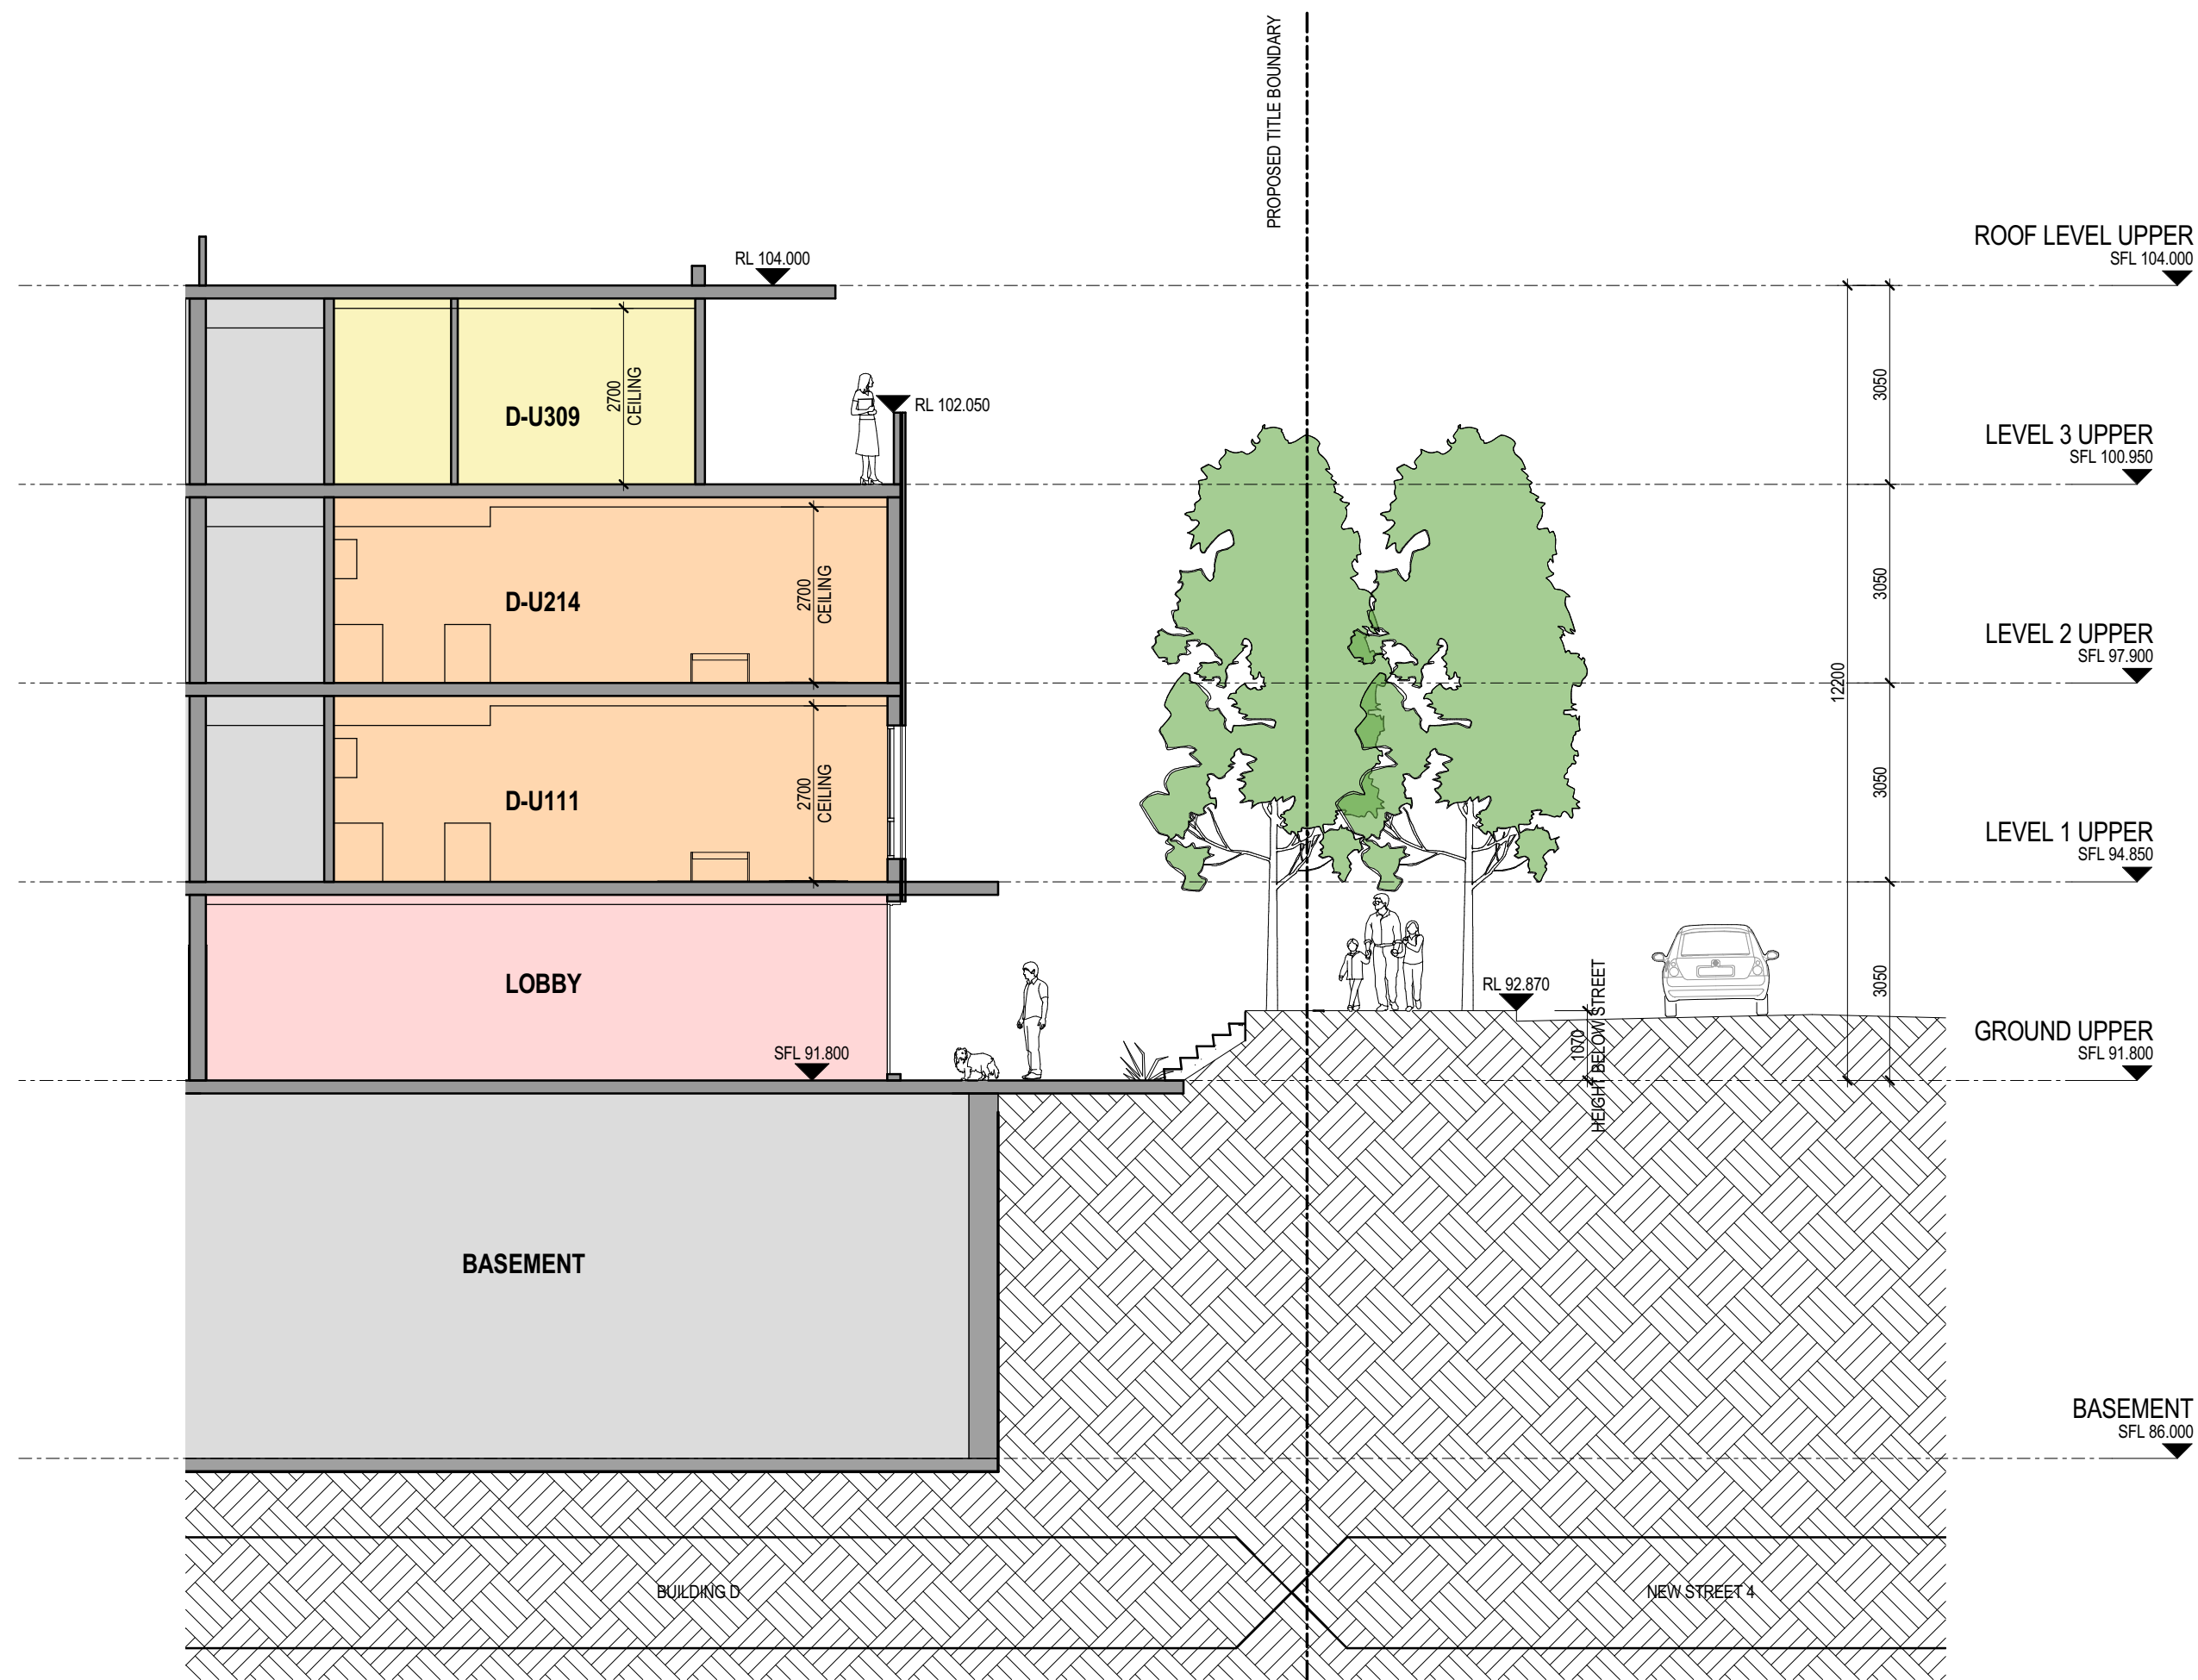 PROPOSED TITLE BOUNDARY
ROOF LEVEL UPPER
SFL 104.000
RL 104.000
3050
2700
CEILING
D-U309
RL 102.050
LEVEL 3 UPPER
SFL 100.950
3050
2700
CEILING
D-U214
LEVEL 2 UPPER
SFL 97.900
12200
3050
2700
CEILING
D-U111
LEVEL 1 UPPER
SFL 94.850
LOBBY
RL 92.870
3050
1070
HEIGHT BELOW STREET
SFL 91.800
GROUND UPPER
SFL 91.800
BASEMENT
BASEMENT
SFL 86.000
BUILDING D
NEW STREET 4